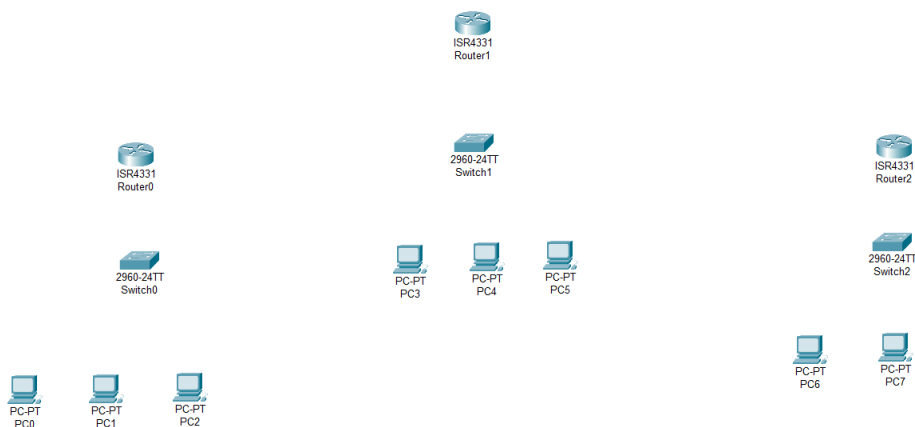 ISR4331
Router1
ISR4331
Router0
2960-24TT
Switch1
ISR4331
Router2
2960-24TT
Switch0
PC-PT
PC3
PC-PT
PC4
PC-PT
PC5
2960-24TT
Switch2
PC-PT
PC6
PC-PT
PC7
PC-PT
PC0
PC-PT
PC1
PC-PT
PC2